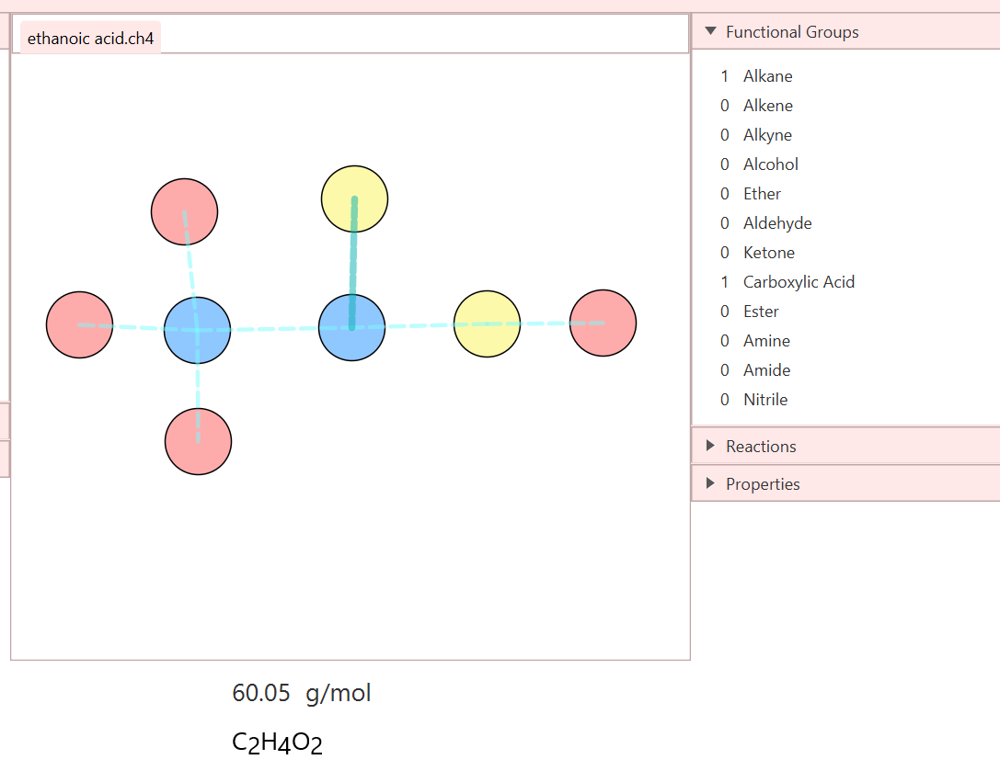 ethanoic acid.ch4
Functional Groups
1 Alkane
0 Alkene
0 Alkyne
0 Alcohol
0 Ether
0 Aldehyde
0 Ketone
1 Carboxylic Acid
0 Ester
0 Amine
0 Amide
0 Nitrile
Reactions
Properties
60.05 g/mol
C2H4O2